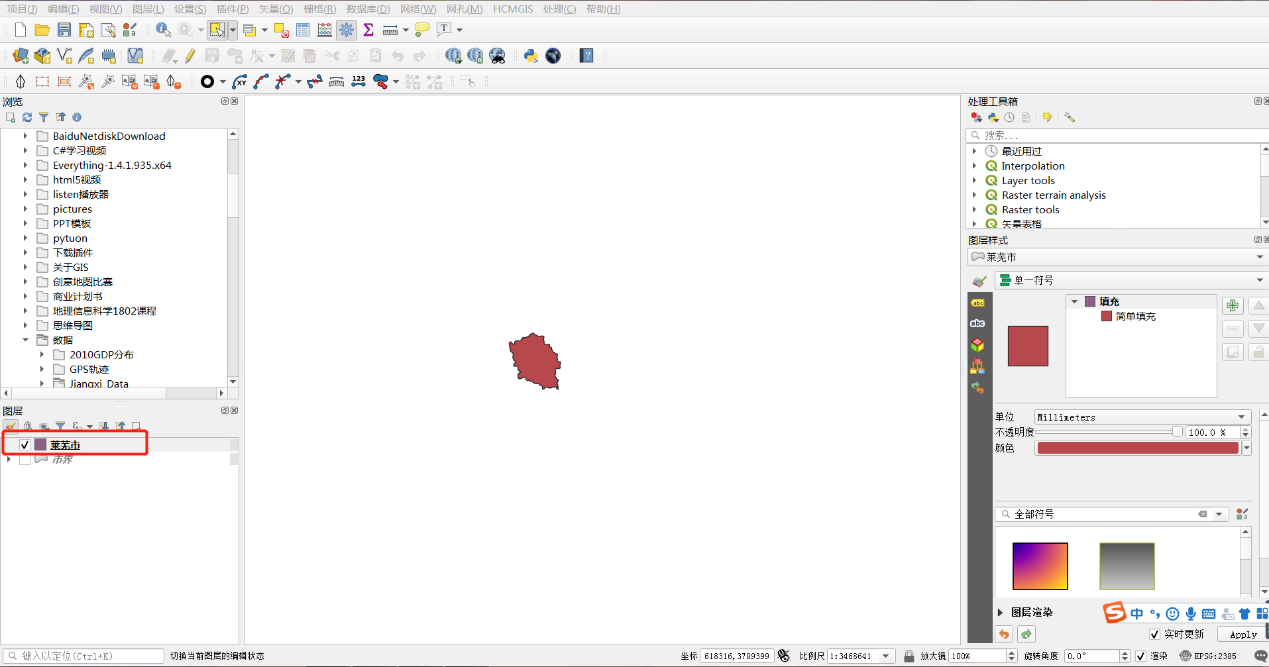 项目(J) 编辑(E) 视图(V) 图层(L) 设置(S) 插件(P) 矢量(O) 栅格(R) 数据库(D) 网络(W) 网孔(M) HCMGIS 处理(C) 帮助(H)
浏览
BaiduNetdiskDownload
C#学习视频
Everything-1.4.1.935.x64
html5视频
listen播放器
pictures
PPT模板
pytuon
下载插件
关于GIS
创意地图比赛
商业计划书
地理信息科学1802课程
思维导图
数据
2010GDP分布
GPS轨迹
Jiangxi_Data
图层
莱芜市
市界
处理工具箱
搜索...
最近用过
Interpolation
Layer tools
Raster terrain analysis
Raster tools
矢量表格
图层样式
莱芜市
单一符号
填充
简单填充
单位 Millimeters
不透明度 100.0 %
颜色
全部符号
图层渲染
中
实时更新 Apply
键入以定位(Ctrl+K) 切换当前图层的编辑状态 坐标 618316,3789399 比例尺 1:3468641 放大镜 100% 旋转角度 0.0° 渲染 EPSG:2385